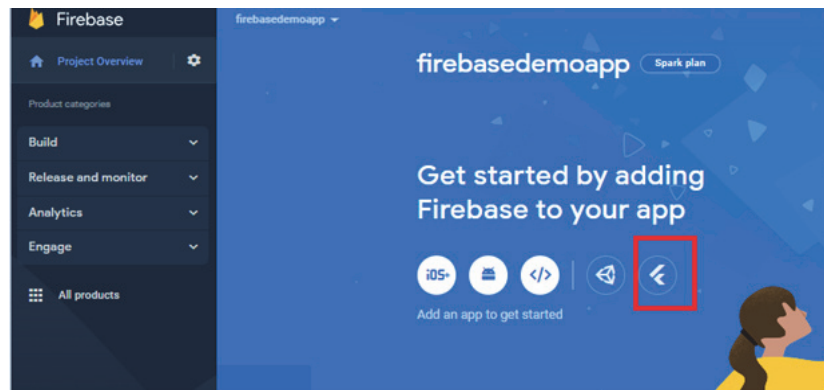 Firebase
firebasedemoapp
Project Overview
firebasedemoapp
Spark plan
Product categories
Build
Release and monitor
Get started by adding
Firebase to your app
Analytics
Engage
iOS+
</>
All products
Add an app to get started